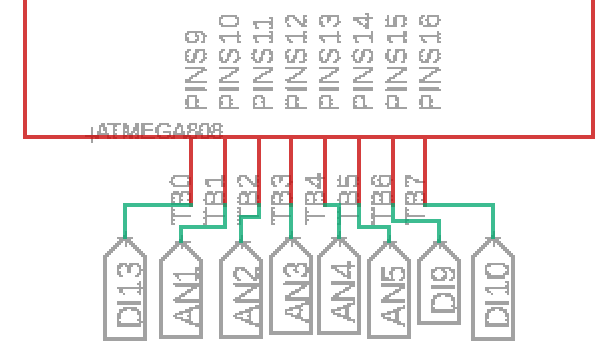 PINS9
PINS10
PINS11
PINS12
PINS13
PINS14
PINS15
PINS16
ATMEGA808
TB0
TB1
TB2
TB3
TB4
TB5
TB6
TB7
DI13
AN1
AN2
AN3
AN4
AN5
DI9
DI10